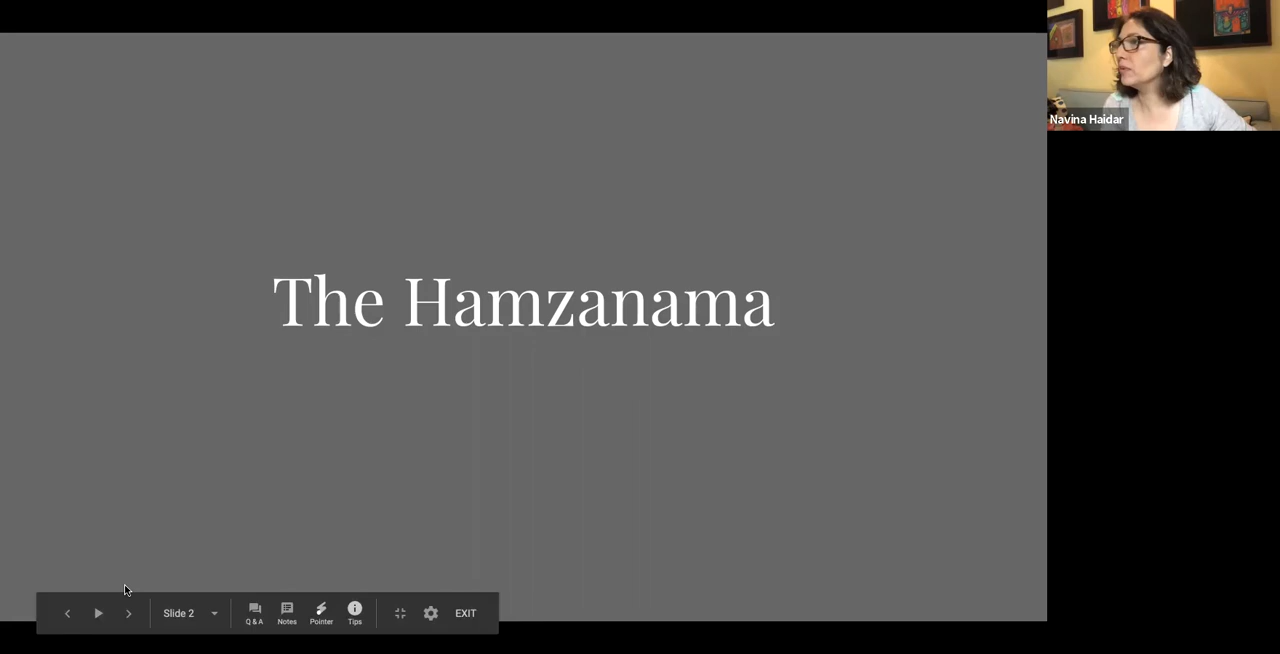 Navina Haidar
The Hamzanama
Slide 2
Q & A
Notes
Pointer
Tips
EXIT